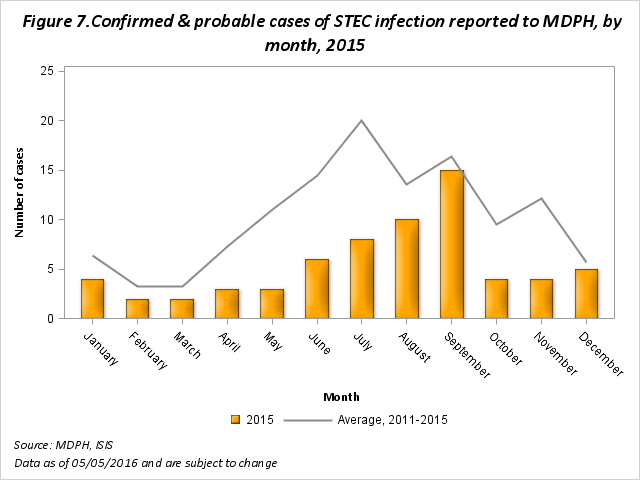 Figure 7.Confirmed & probable cases of STEC infection reported to MDPH, by
month, 2015
Number of cases
25
20
15
10
5
0
January
February
March
April
May
June
July
August
September
October
November
December
Month
2015
Average, 2011-2015
Source: MDPH, ISIS
Data as of 05/05/2016 and are subject to change